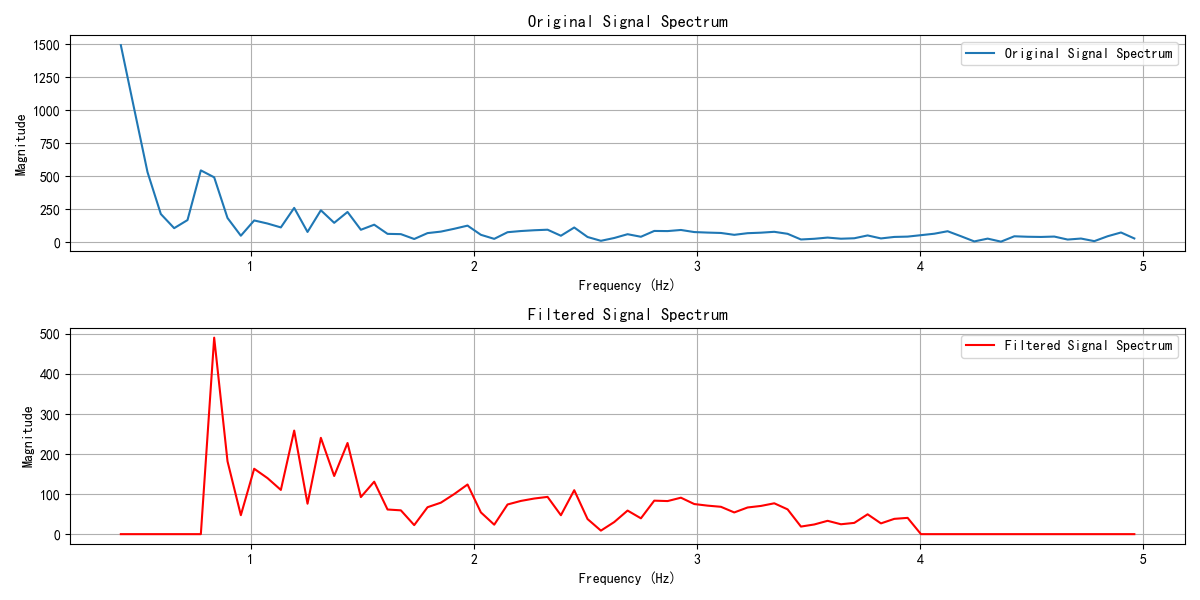 Original Signal Spectrum
Original Signal Spectrum
1500
1250
1000
750
500
250
0
Magnitude
1 2 3 4 5
Frequency (Hz)
Filtered Signal Spectrum
Filtered Signal Spectrum
500
400
300
200
100
0
Magnitude
1 2 3 4 5
Frequency (Hz)